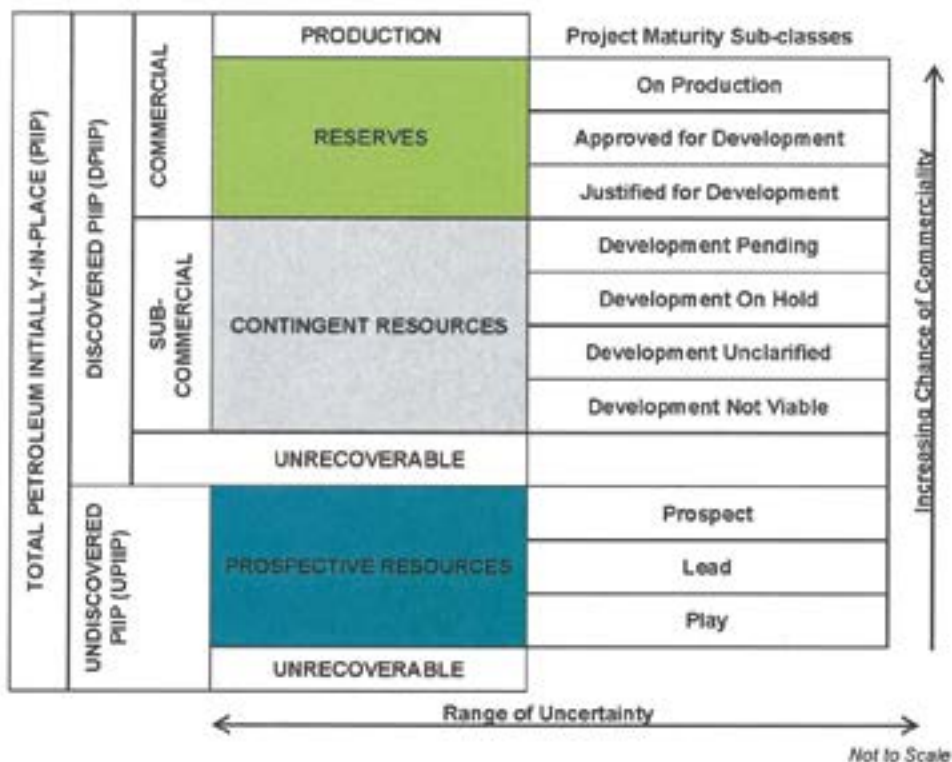 TOTAL PETROLEUM INITIALLY-IN-PLACE (PIIP)
DISCOVERED PIIP (DPIIP)
COMMERCIAL
PRODUCTION
Project Maturity Sub-classes
RESERVES
On Production
Approved for Development
Justified for Development
SUB-
COMMERCIAL
CONTINGENT RESOURCES
Development Pending
Development On Hold
Development Unclarified
Development Not Viable
UNRECOVERABLE
UNDISCOVERED
PIIP (UPIIP)
PROSPECTIVE RESOURCES
Prospect
Lead
Play
UNRECOVERABLE
Increasing Chance of Commerciality
Range of Uncertainty
Not to Scale